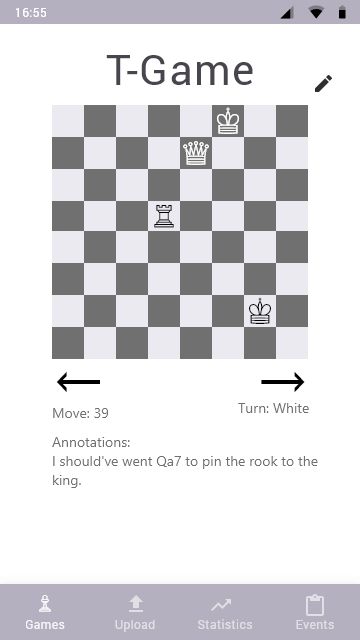 16:55
T-Game
Move: 39
Turn: White
Annotations:
I should've went Qa7 to pin the rook to the
king.
Games
Upload
Statistics
Events